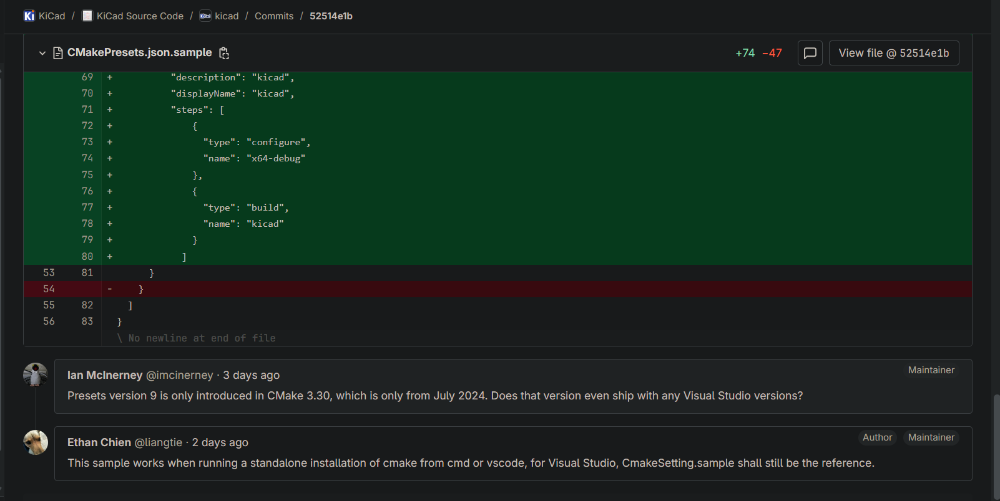 KiCad / KiCad Source Code / kicad / Commits / 52514e1b
CMakePresets.json.sample +74 −47 View file @ 52514e1b
69 + "description": "kicad",
70 + "displayName": "kicad",
71 + "steps": [
72 + {
73 + "type": "configure",
74 + "name": "x64-debug"
75 + },
76 + {
77 + "type": "build",
78 + "name": "kicad"
79 + }
80 + ]
53 81 }
54 - }
55 82 ]
56 83 }
\ No newline at end of file
Ian McInerney @imcinerney · 3 days ago Maintainer
Presets version 9 is only introduced in CMake 3.30, which is only from July 2024. Does that version even ship with any Visual Studio versions?
Ethan Chien @liangtie · 2 days ago Author Maintainer
This sample works when running a standalone installation of cmake from cmd or vscode, for Visual Studio, CmakeSetting.sample shall still be the reference.